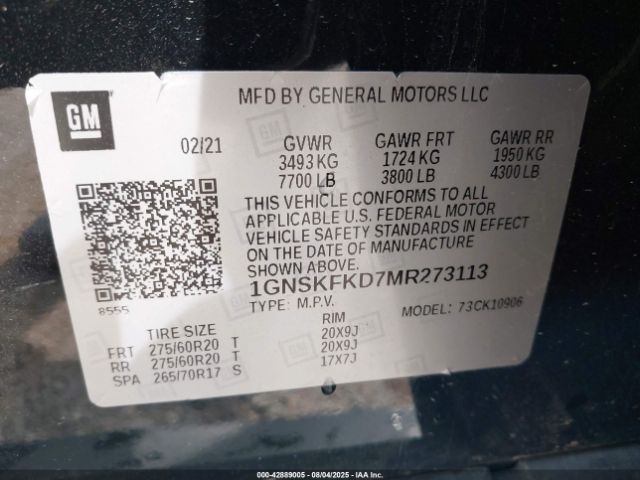 GM
MFD BY GENERAL MOTORS LLC
02/21 GVWR GAWR FRT GAWR RR
3493 KG 1724 KG 1950 KG
7700 LB 3800 LB 4300 LB
THIS VEHICLE CONFORMS TO ALL
APPLICABLE U.S. FEDERAL MOTOR
VEHICLE SAFETY STANDARDS IN EFFECT
ON THE DATE OF MANUFACTURE
SHOWN ABOVE.
1GNSKFKD7MR273113
8555
TYPE: M.P.V. MODEL: 73CK10906
TIRE SIZE RIM
FRT 275/60R20 T 20X9J
RR 275/60R20 T 20X9J
SPA 265/70R17 S 17X7J
000-42889005 - 08/04/2025 - IAAI.COM